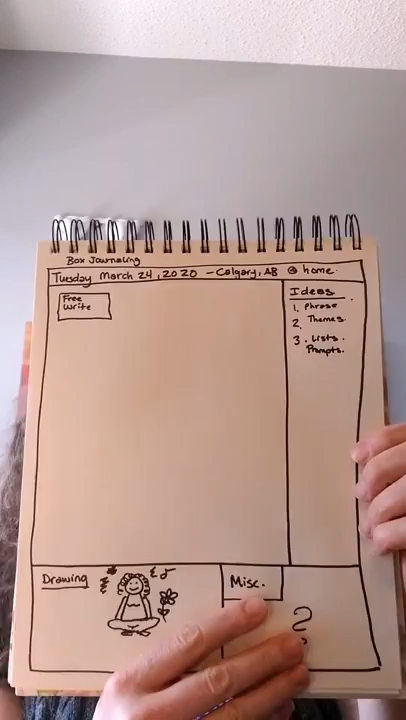 Box Journaling
Tuesday March 24, 2020 - Calgary, AB @ home.
Free
Write
Ideas
1. Phrase
2. Themes.
3. Lists.
Prompts.
Drawing
Misc.
?